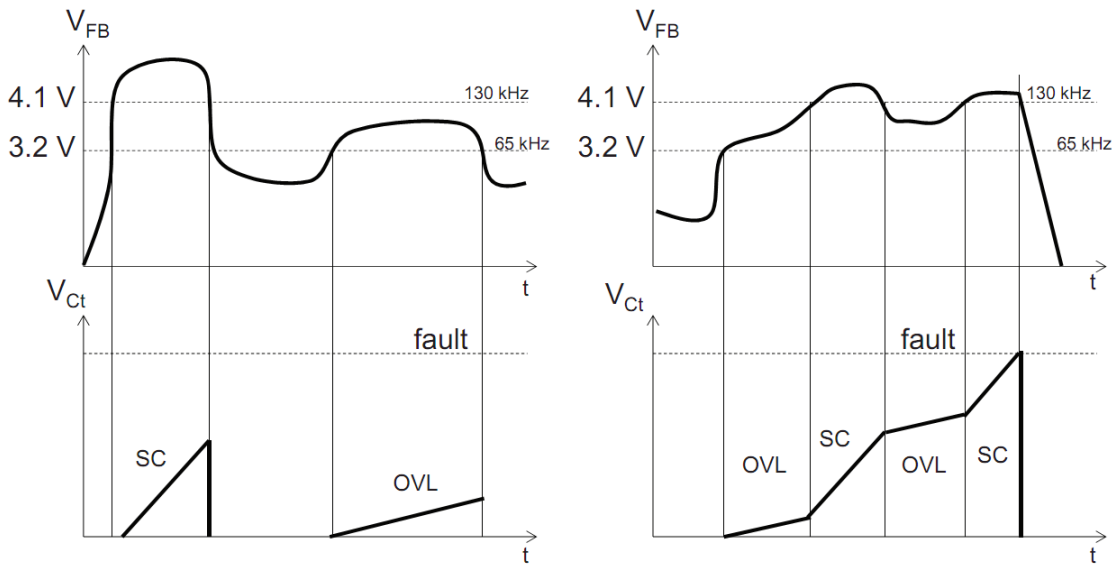 V_FB
4.1 V
130 kHz
3.2 V
65 kHz
t
V_Ct
fault
SC
OVL
t
V_FB
4.1 V
130 kHz
3.2 V
65 kHz
t
V_Ct
fault
SC
OVL
OVL
SC
t